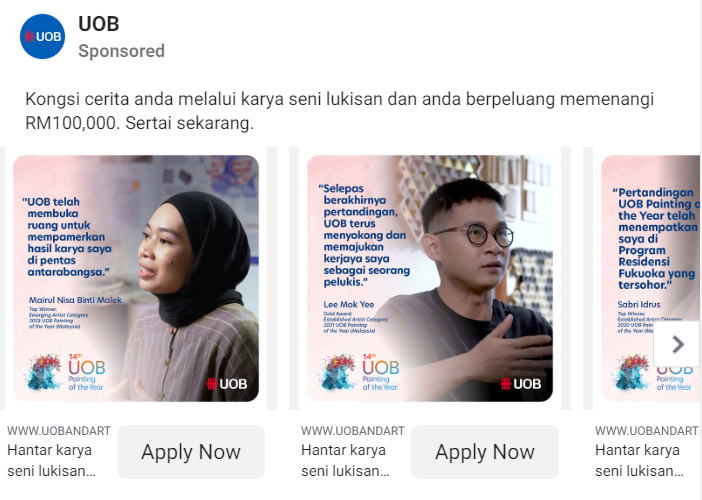 UOB
UOB
Sponsored
Kongsi cerita anda melalui karya seni lukisan dan anda berpeluang memenangi
RM100,000. Sertai sekarang.
"UOB telah
membuka
ruang untuk
mempamerkan
hasil karya saya
di pentas
antarabangsa."
Mairul Nisa Binti Malek
Top Winner,
Emerging Artist Category
2023 UOB Painting
of the Year (Malaysia)
14th
UOB
Painting
of the Year
UOB
WWW.UOBANDART
Hantar karya
seni lukisan...
Apply Now
"Selepas
berakhirnya
pertandingan,
UOB terus
menyokong dan
memajukan
kerjaya saya
sebagai seorang
pelukis."
Lee Mok Yee
Gold Award,
Established Artist Category
2021 UOB Painting
of the Year (Malaysia)
14th
UOB
Painting
of the Year
UOB
WWW.UOBANDART
Hantar karya
seni lukisan...
Apply Now
"Pertandingan
UOB Painting o
the Year telah
menempatkan
saya di
Program
Residensi
Fukuoka yang
tersohor."
Sabri Idrus
Top Winner,
Established Artist
2020 UOB Paint
of the Year (Ma
14th
UOB
Painting
of the Year
WWW.UOBANDART
Hantar karya
seni lukisan...